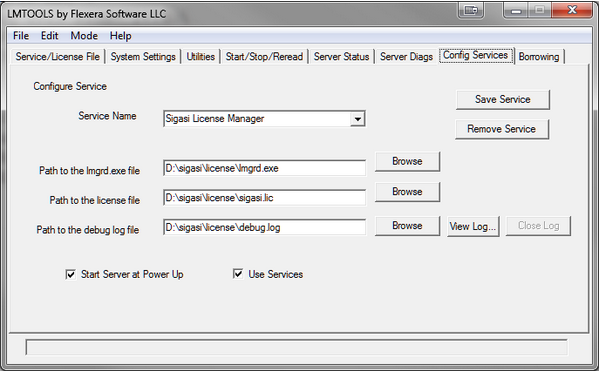 LMTOOLS by Flexera Software LLC
File Edit Mode Help
Service/License File System Settings Utilities Start/Stop/Reread Server Status Server Diags Config Services Borrowing
Configure Service
Save Service
Service Name Sigasi License Manager
Remove Service
Path to the lmgrd.exe file D:\sigasi\license\lmgrd.exe Browse
Path to the license file D:\sigasi\license\sigasi.lic Browse
Path to the debug log file D:\sigasi\license\debug.log Browse View Log... Close Log
Start Server at Power Up Use Services